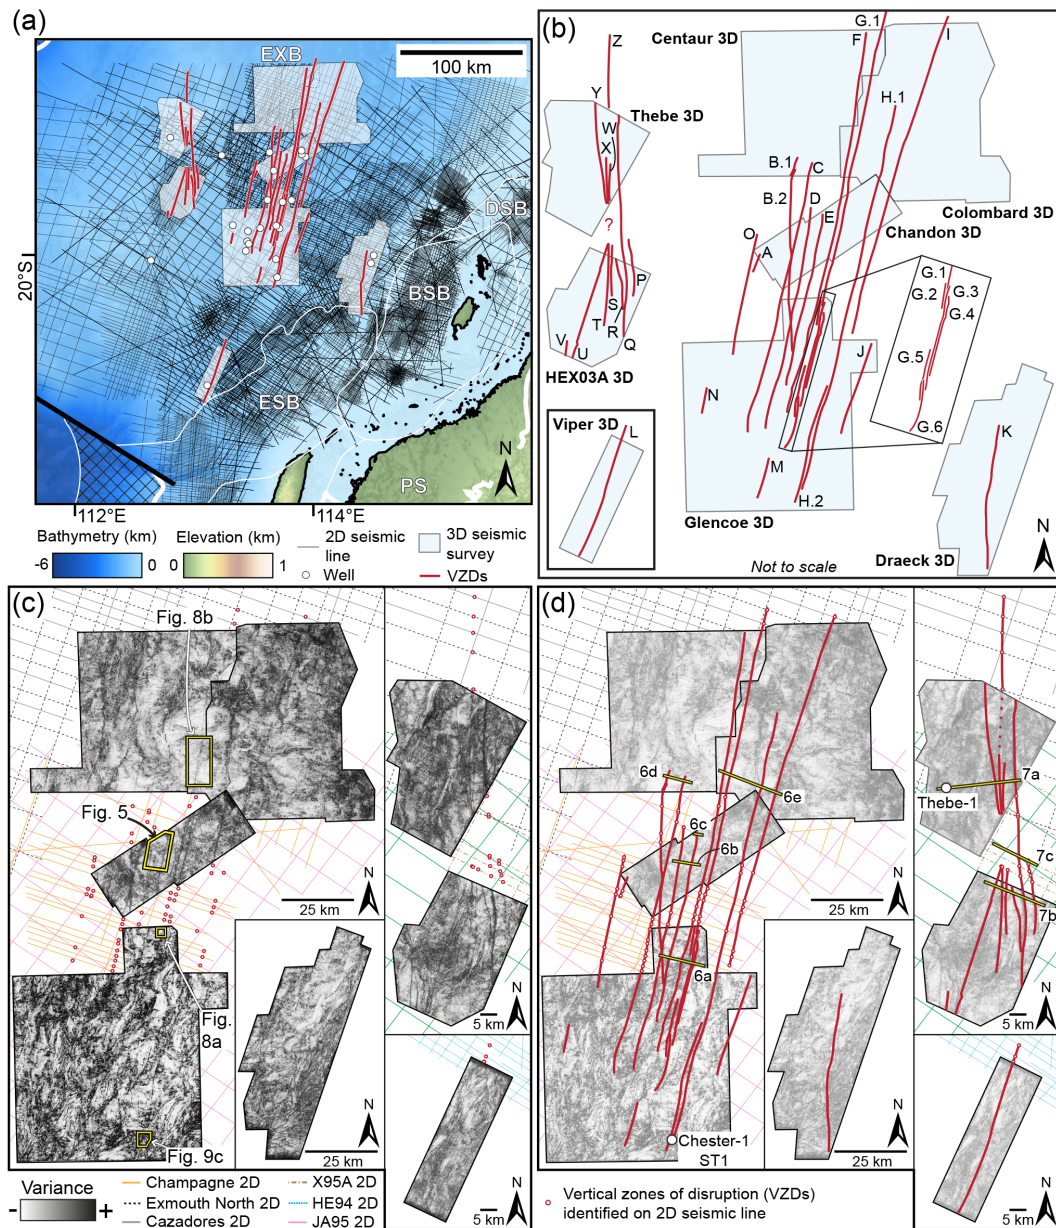 (a)
EXB
100 km
20°S
DSB
BSB
ESB
PS
N
112°E
114°E
Bathymetry (km)
-6
0
Elevation (km)
0
1
2D seismic line
Well
3D seismic survey
VZDs
(b)
Z
Centaur 3D
G.1
F
I
Y
Thebe 3D
H.1
W
X
B.1
C
B.2
D
E
Colombard 3D
Chandon 3D
?
O
A
P
S
T
R
V
U
Q
HEX03A 3D
G.1
G.2
G.3
G.4
G.5
G.6
J
N
K
Viper 3D
L
M
H.2
Glencoe 3D
Draeck 3D
Not to scale
N
(c)
Fig. 8b
Fig. 5
N
25 km
Fig. 8a
Fig. 9c
N
25 km
N
5 km
N
5 km
Variance
-
+
Champagne 2D
Exmouth North 2D
Cazadores 2D
X95A 2D
HE94 2D
JA95 2D
(d)
6d
6e
6c
6b
6a
N
25 km
Chester-1
ST1
N
25 km
7a
Thebe-1
7c
7b
N
5 km
N
5 km
Vertical zones of disruption (VZDs)
identified on 2D seismic line